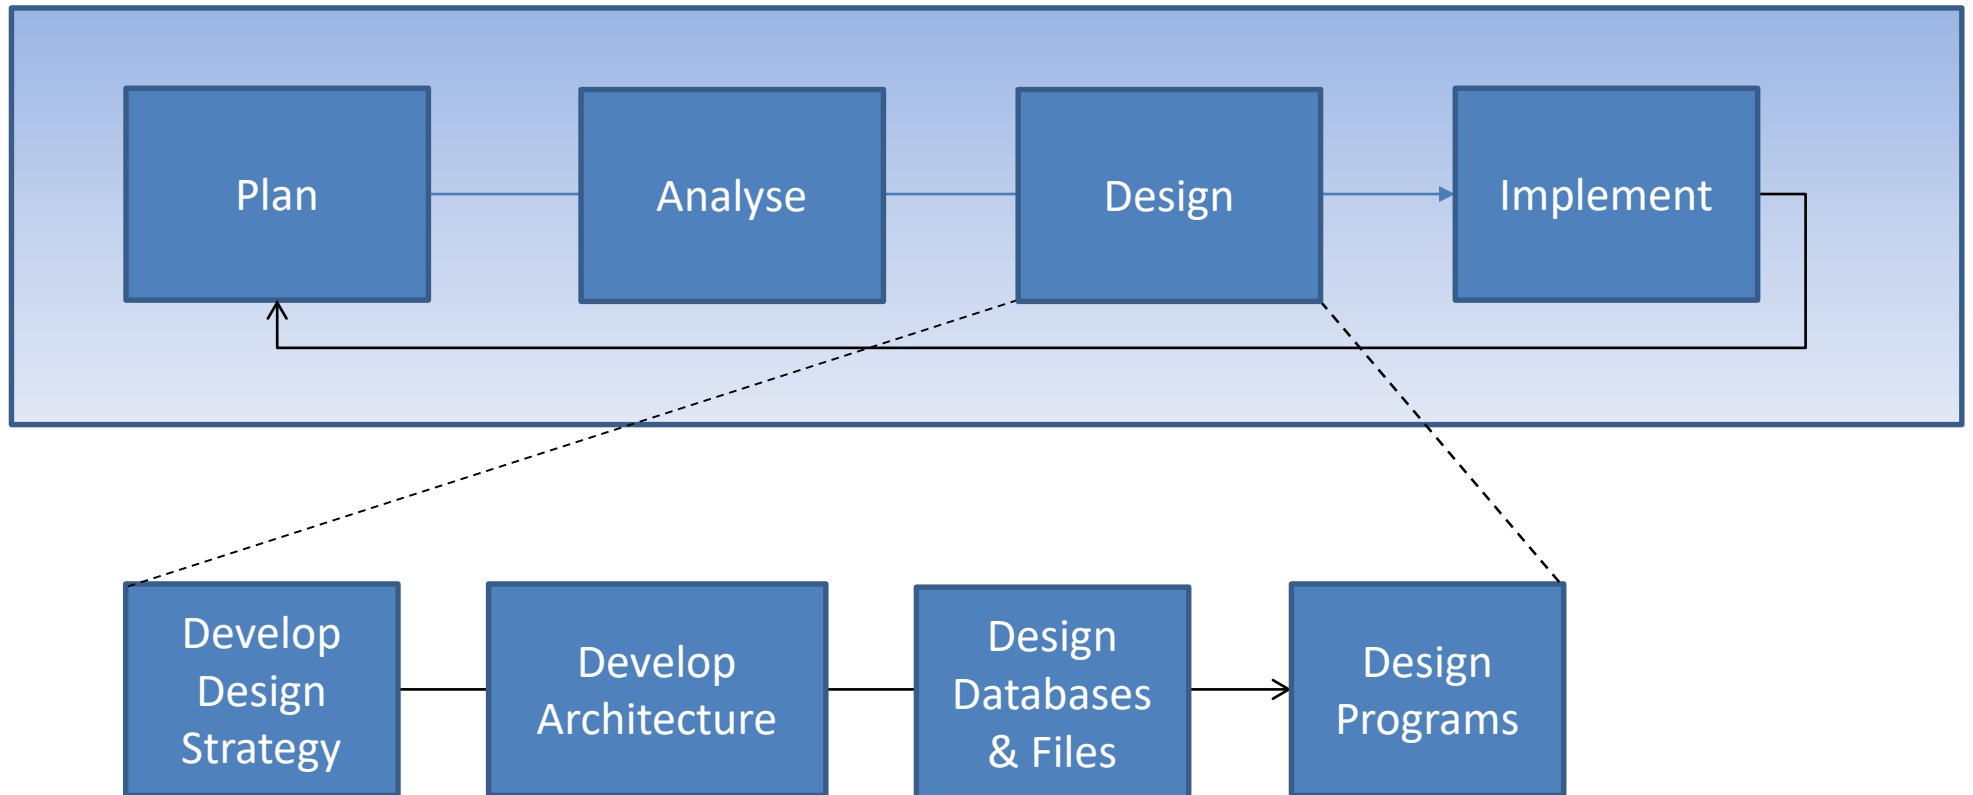 Plan
Analyse
Design
Implement
Develop
Design
Strategy
Develop
Architecture
Design
Databases
& Files
Design
Programs